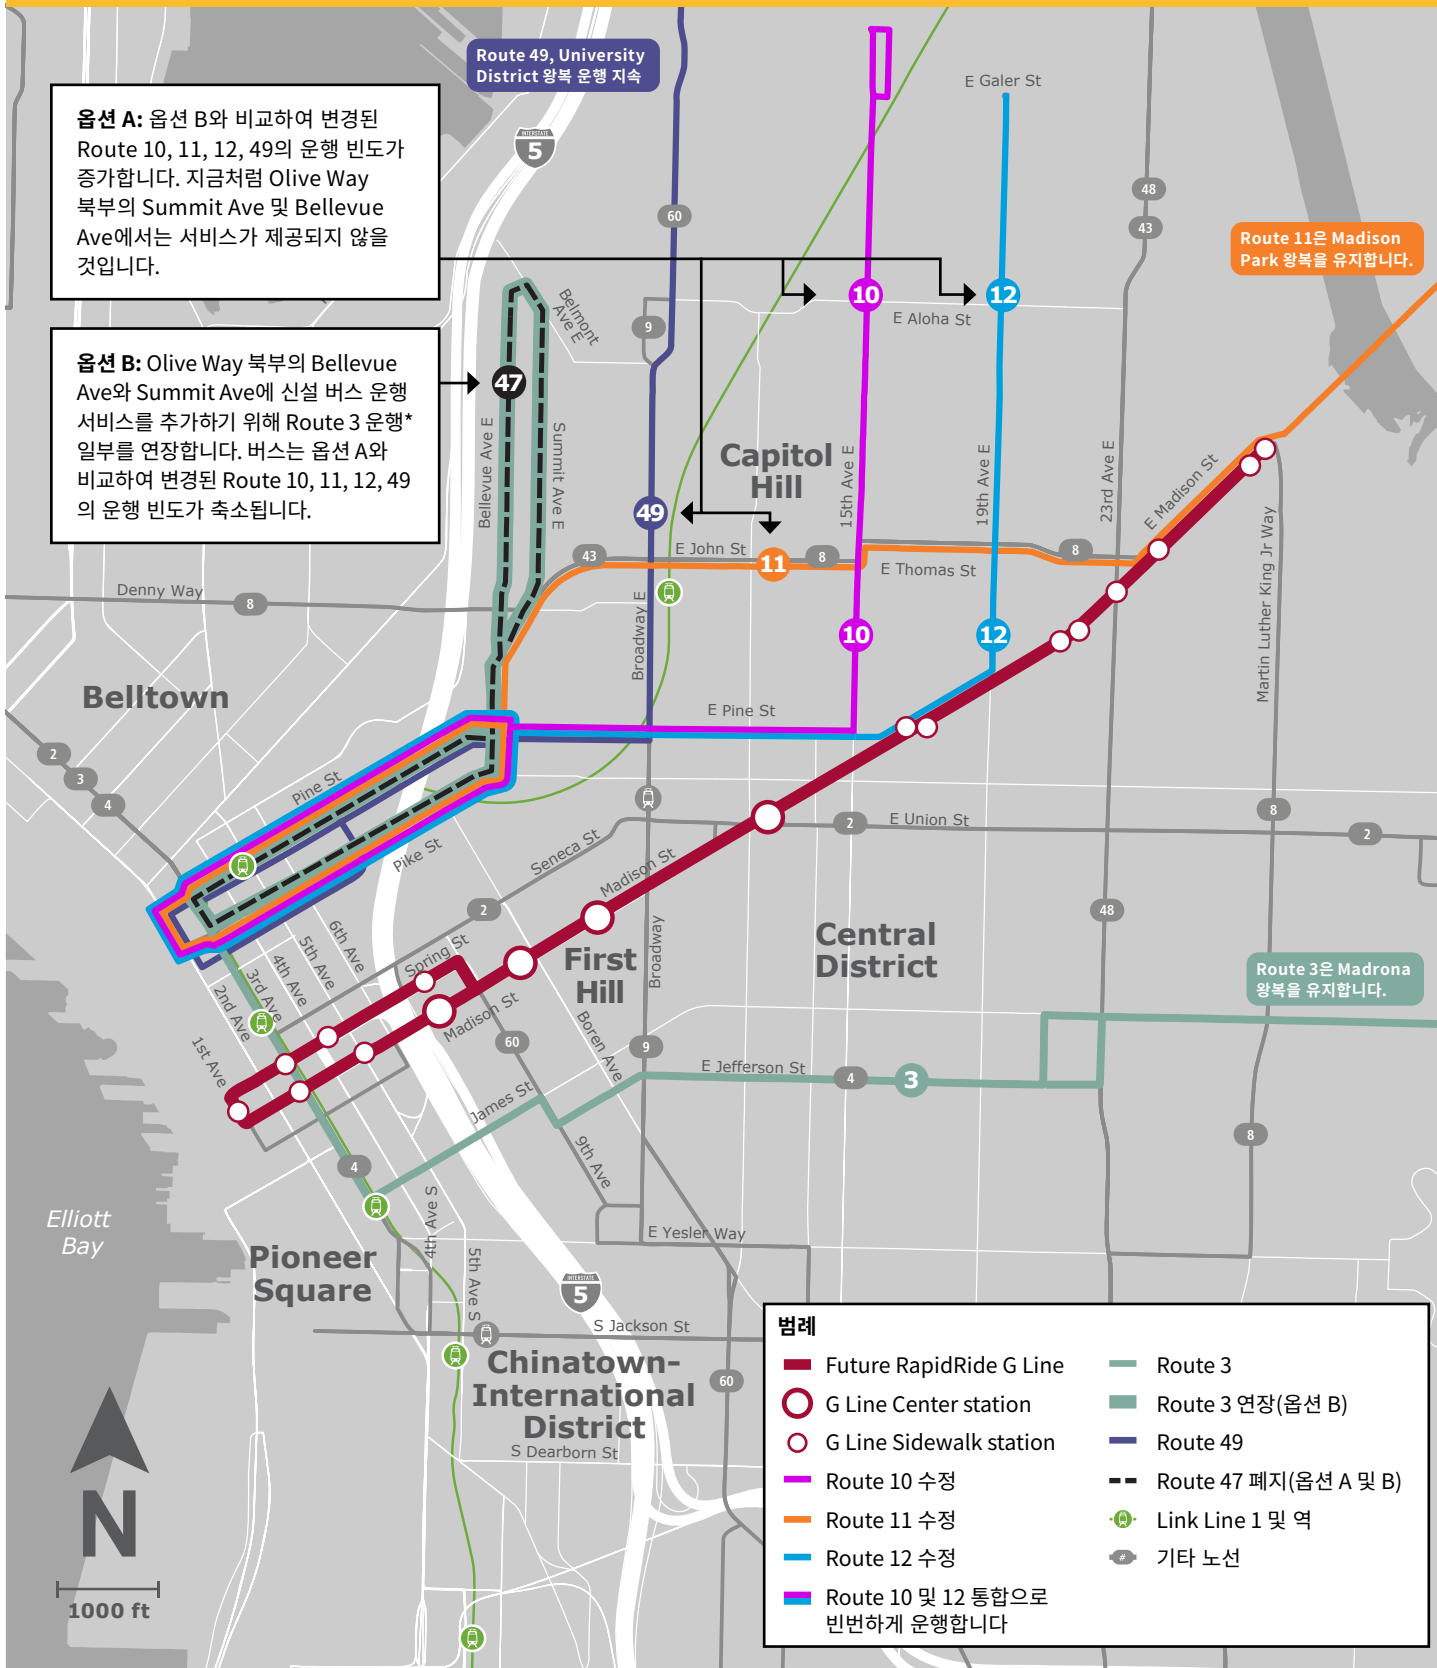 Route 49, University
District 왕복 운행 지속
E Galer St
INTERSTATE
5
옵션 A: 옵션 B와 비교하여 변경된
Route 10, 11, 12, 49의 운행 빈도가
증가합니다. 지금처럼 Olive Way
북부의 Summit Ave 및 Bellevue
Ave에서는 서비스가 제공되지 않을
것입니다.
48
60
43
Route 11은 Madison
Park 왕복을 유지합니다.
10
12
Belmont
Ave E
E Aloha St
9
옵션 B: Olive Way 북부의 Bellevue
Ave와 Summit Ave에 신설 버스 운행
서비스를 추가하기 위해 Route 3 운행*
일부를 연장합니다. 버스는 옵션 A와
비교하여 변경된 Route 10, 11, 12, 49
의 운행 빈도가 축소됩니다.
47
Bellevue Ave E
Summit Ave E
Capitol
Hill
15th Ave E
19th Ave E
23rd Ave E
E Madison St
49
43
E John St
8
8
11
E Thomas St
Martin Luther King Jr Way
Denny Way
8
Broadway E
10
12
Belltown
E Pine St
2
3
4
Pine St
Pike St
8
2
E Union St
2
Seneca St
Madison St
2
48
6th Ave
5th Ave
4th Ave
3rd Ave
2nd Ave
1st Ave
Spring St
First
Hill
Broadway
Central
District
Route 3은 Madrona
왕복을 유지합니다.
Madison St
60
Boren Ave
9
E Jefferson St
4
3
James St
9th Ave
8
4
Elliott
Bay
4th Ave S
E Yesler Way
Pioneer
Square
5th Ave S
INTERSTATE
5
S Jackson St
Chinatown-
International
District
60
S Dearborn St
N
1000 ft
범례
Future RapidRide G Line
G Line Center station
G Line Sidewalk station
Route 10 수정
Route 11 수정
Route 12 수정
Route 10 및 12 통합으로
빈번하게 운행합니다
Route 3
Route 3 연장(옵션 B)
Route 49
Route 47 폐지(옵션 A 및 B)
Link Line 1 및 역
#
기타 노선